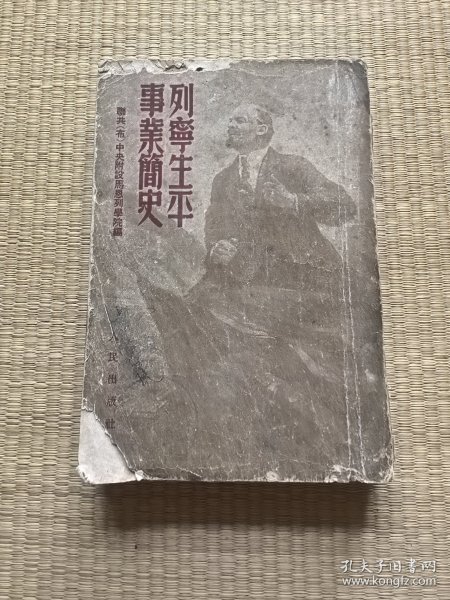 列寧生平
事業簡史
聯共(布)中央附設馬恩列學院編
人民出版社
孔夫子旧书网
www.kongfz.com